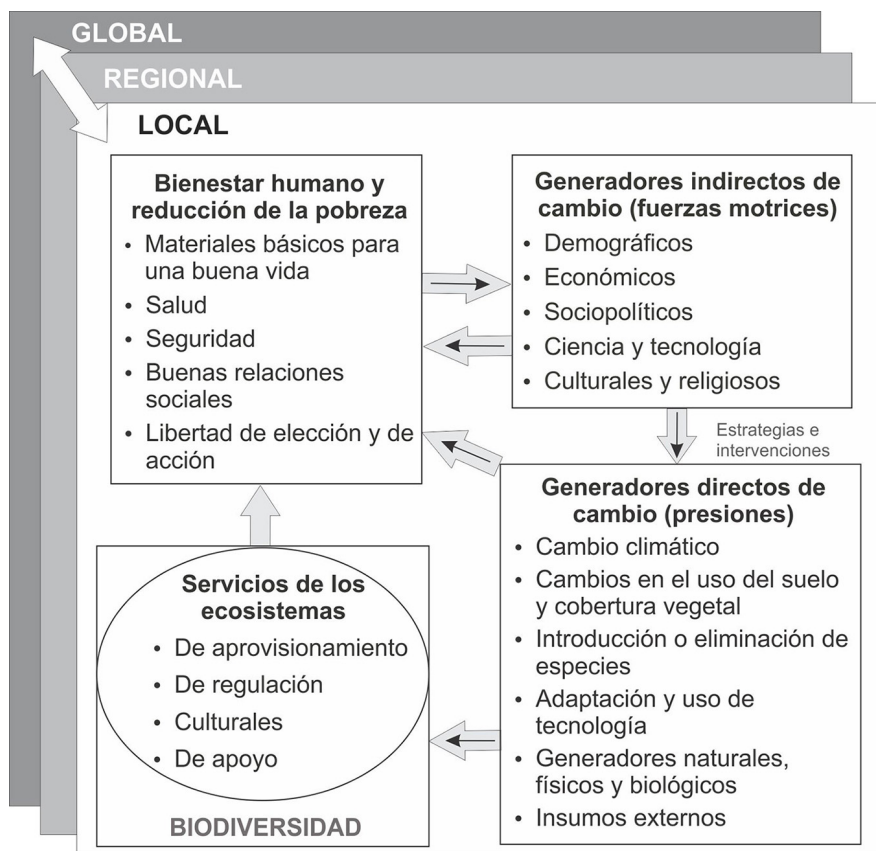 GLOBAL
REGIONAL
LOCAL
Bienestar humano y
reducción de la pobreza
• Materiales básicos para
una buena vida
• Salud
• Seguridad
• Buenas relaciones
sociales
• Libertad de elección y de
acción
Generadores indirectos de
cambio (fuerzas motrices)
• Demográficos
• Económicos
• Sociopolíticos
• Ciencia y tecnología
• Culturales y religiosos
Estrategias e
intervenciones
Generadores directos de
cambio (presiones)
• Cambio climático
• Cambios en el uso del suelo
y cobertura vegetal
• Introducción o eliminación de
especies
• Adaptación y uso de
tecnología
• Generadores naturales,
físicos y biológicos
• Insumos externos
Servicios de los
ecosistemas
• De aprovisionamiento
• De regulación
• Culturales
• De apoyo
BIODIVERSIDAD